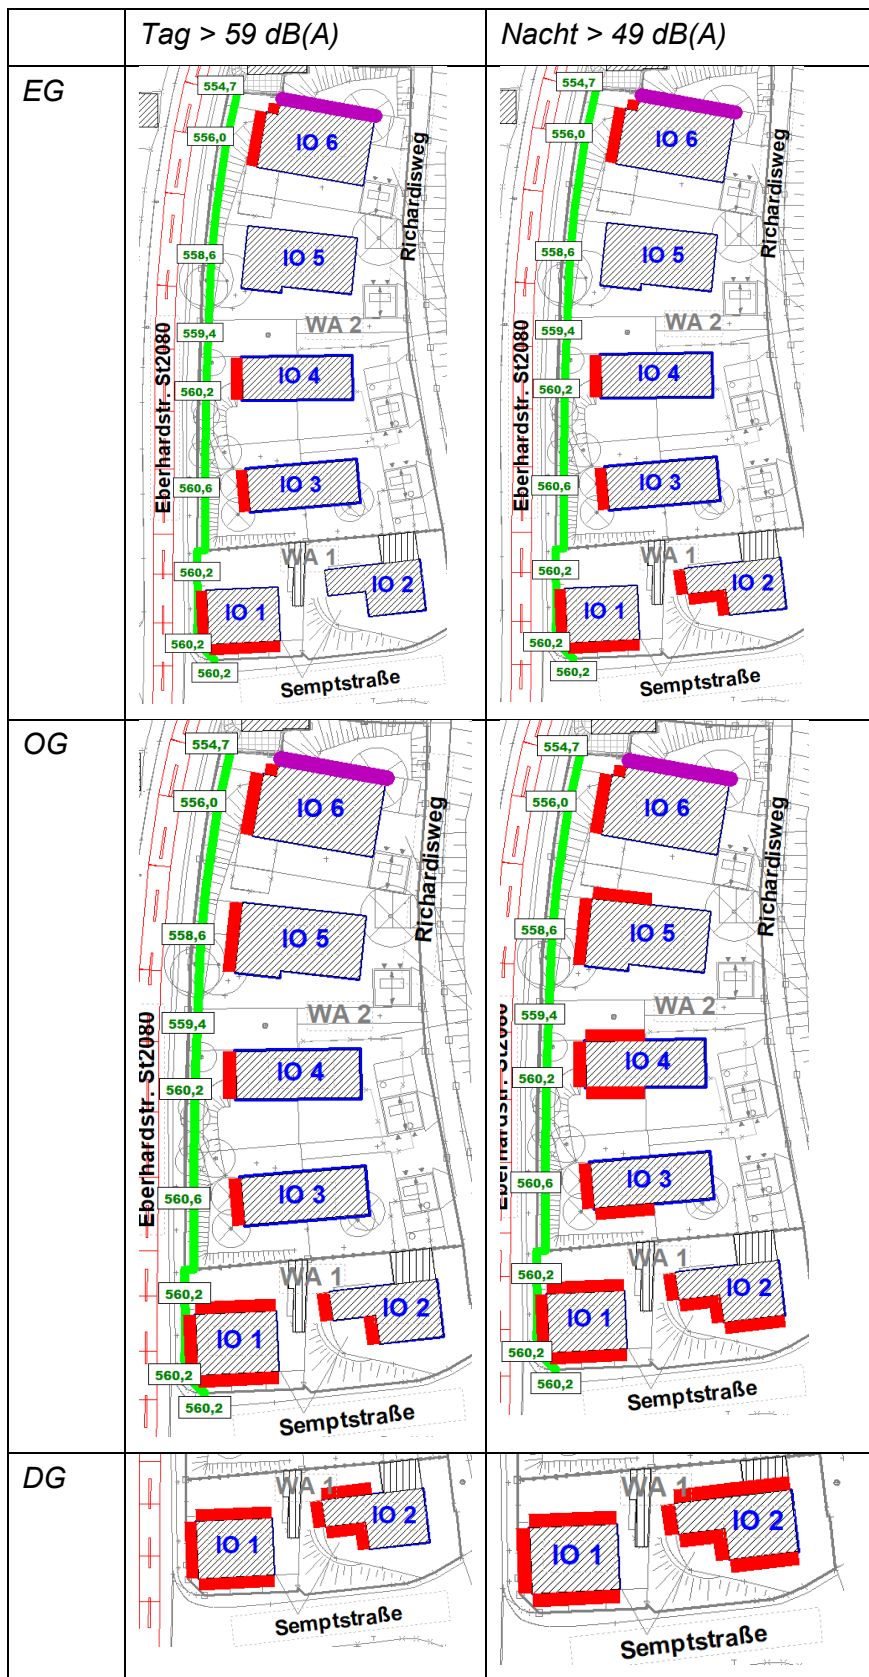 Tag > 59 dB(A)
Nacht > 49 dB(A)
EG
554,7
556,0
IO 6
Richardisweg
558,6
IO 5
WA 2
559,4
Eberhardstr. St2080
560,2
IO 4
560,6
IO 3
WA 1
560,2
IO 2
IO 1
560,2
560,2
Semptstraße
554,7
556,0
IO 6
Richardisweg
558,6
IO 5
WA 2
559,4
Eberhardstr. St2080
560,2
IO 4
560,6
IO 3
WA 1
560,2
IO 2
IO 1
560,2
560,2
Semptstraße
OG
554,7
556,0
IO 6
Richardisweg
558,6
IO 5
WA 2
559,4
Eberhardstr. St2080
560,2
IO 4
560,6
IO 3
WA 1
560,2
IO 2
IO 1
560,2
560,2
Semptstraße
554,7
556,0
IO 6
Richardisweg
558,6
IO 5
WA 2
559,4
Eberhardstr. St2080
560,2
IO 4
560,6
IO 3
WA 1
560,2
IO 2
IO 1
560,2
560,2
Semptstraße
DG
WA 1
IO 2
IO 1
Semptstraße
WA 1
IO 2
IO 1
Semptstraße